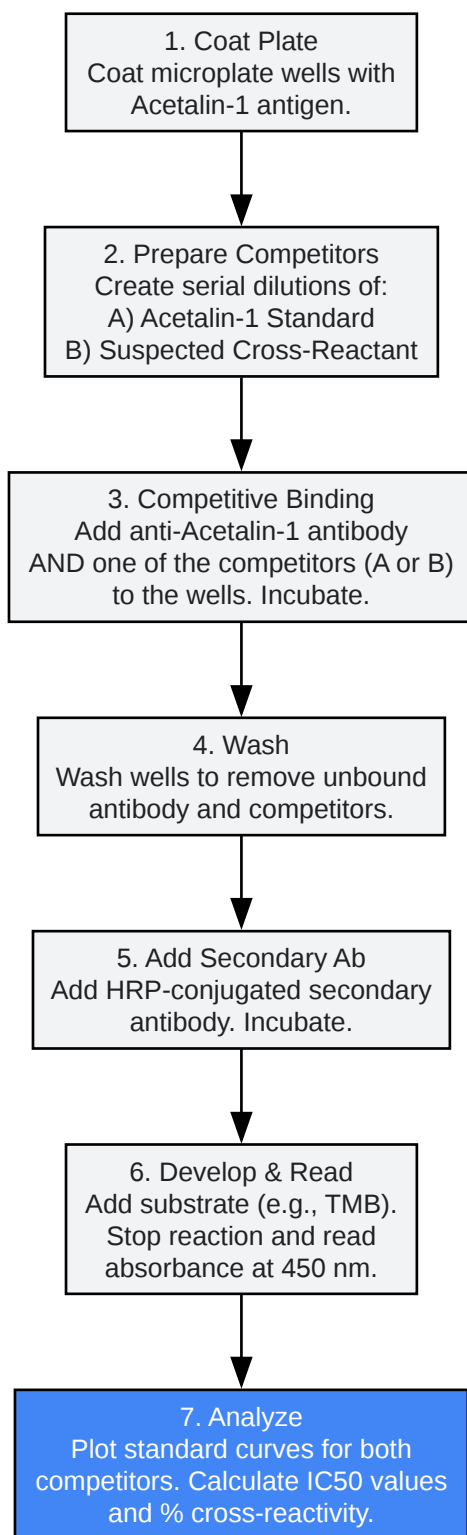 1. Coat Plate
Coat microplate wells with
Acetalin-1 antigen.
2. Prepare Competitors
Create serial dilutions of:
A) Acetalin-1 Standard
B) Suspected Cross-Reactant
3. Competitive Binding
Add anti-Acetalin-1 antibody
AND one of the competitors (A or B)
to the wells. Incubate.
4. Wash
Wash wells to remove unbound
antibody and competitors.
5. Add Secondary Ab
Add HRP-conjugated secondary
antibody. Incubate.
6. Develop & Read
Add substrate (e.g., TMB).
Stop reaction and read
absorbance at 450 nm.
7. Analyze
Plot standard curves for both
competitors. Calculate IC50 values
and % cross-reactivity.